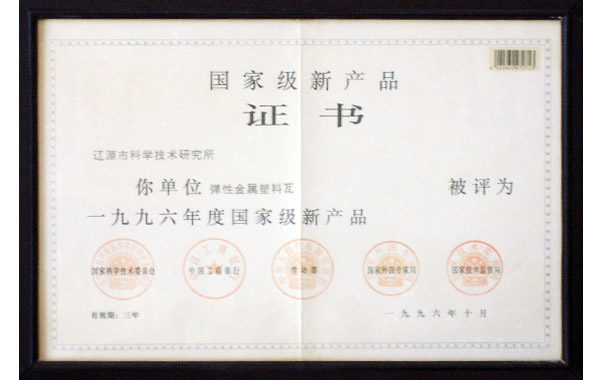 国家级新产品
证书
辽源市科学技术研究所
你单位 弹性金属塑料瓦 被评为
一九九六年度国家级新产品
国家科学技术委员会 中国工商银行 劳动部 国家外国专家局 国家技术监督局
有效期：三年 一九九六年十月